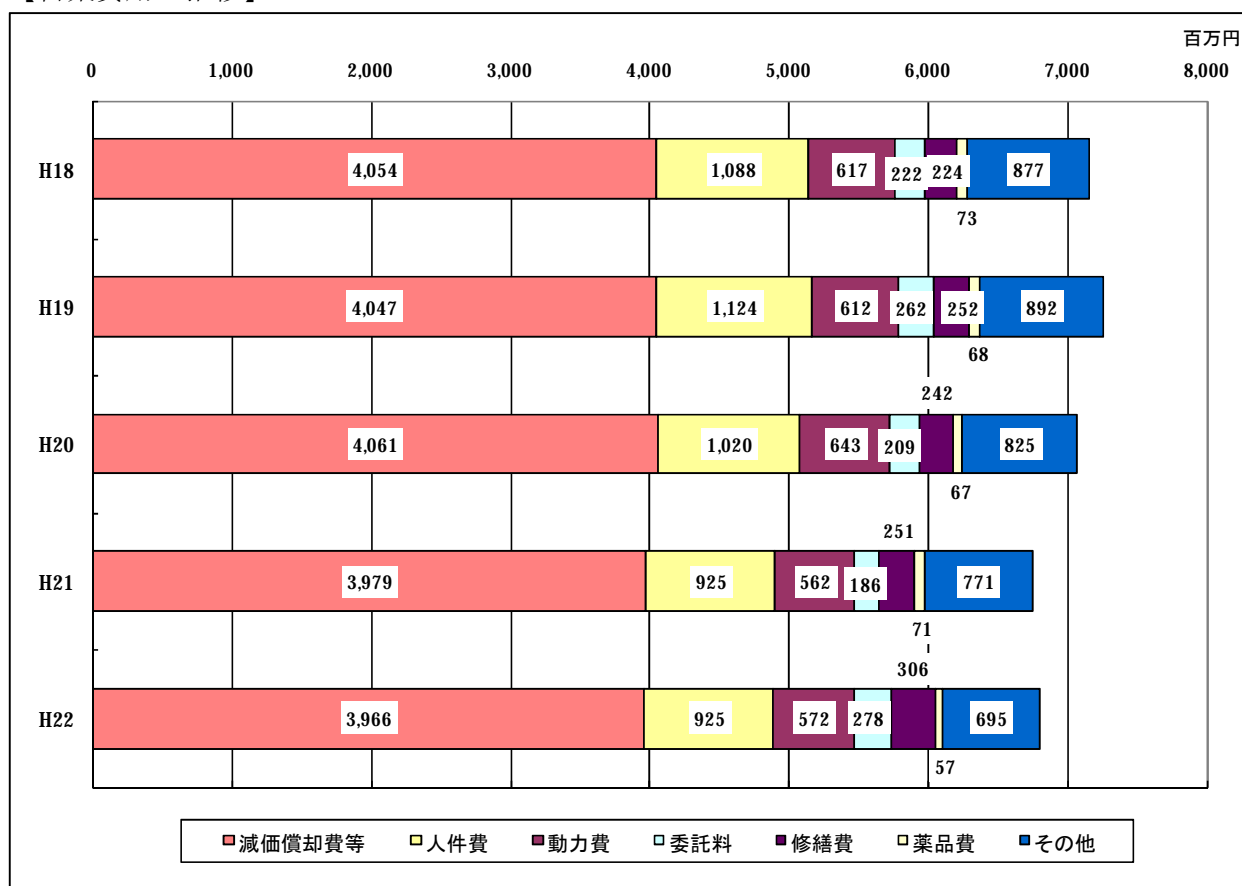 百万円
0 1,000 2,000 3,000 4,000 5,000 6,000 7,000 8,000
H18 4,054 1,088 617 222 224 877
73
H19 4,047 1,124 612 262 252 892
68
242
H20 4,061 1,020 643 209 825
67
251
H21 3,979 925 562 186 771
71
306
H22 3,966 925 572 278 695
57
減価償却費等 人件費 動力費 委託料 修繕費 薬品費 その他